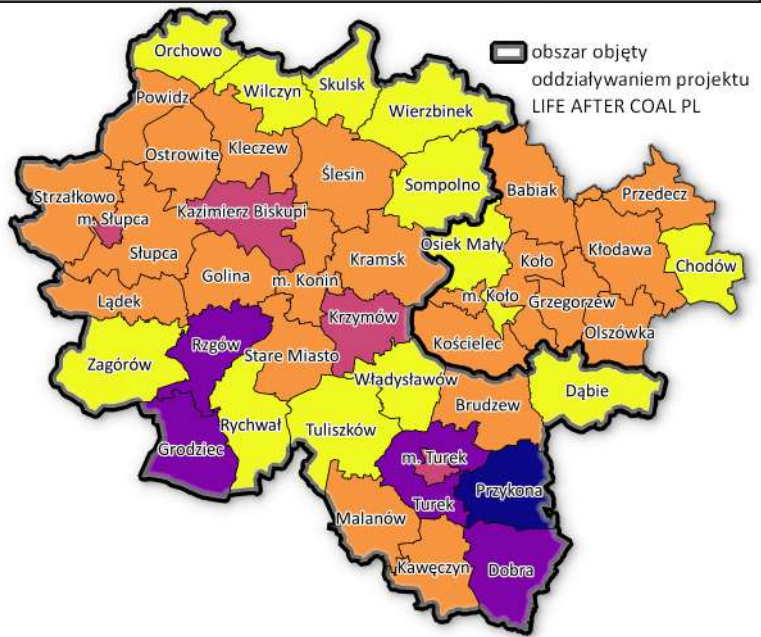 Orchowo
obszar objęty
oddziaływaniem projektu
LIFE AFTER COAL PL
Wilczyn
Skulsk
Powidz
Wierzbinek
Ostrowite
Kleczew
Ślesin
Sompolno
Babiak
Przedecz
Strzałkowo
m. Słupca
Kazimierz Biskupi
Słupca
Osiek Mały
Kłodawa
Chodów
Golina
m. Konin
Kramsk
Koło
Lądek
m. Koło
Grzegorzew
Krzymów
Rzgów
Stare Miasto
Kościelec
Olszówka
Zagórów
Władysławów
Dąbie
Rychwał
Tuliszków
Brudzew
Grodziec
m. Turek
Przykona
Turek
Malanów
Kawęczyn
Dobra